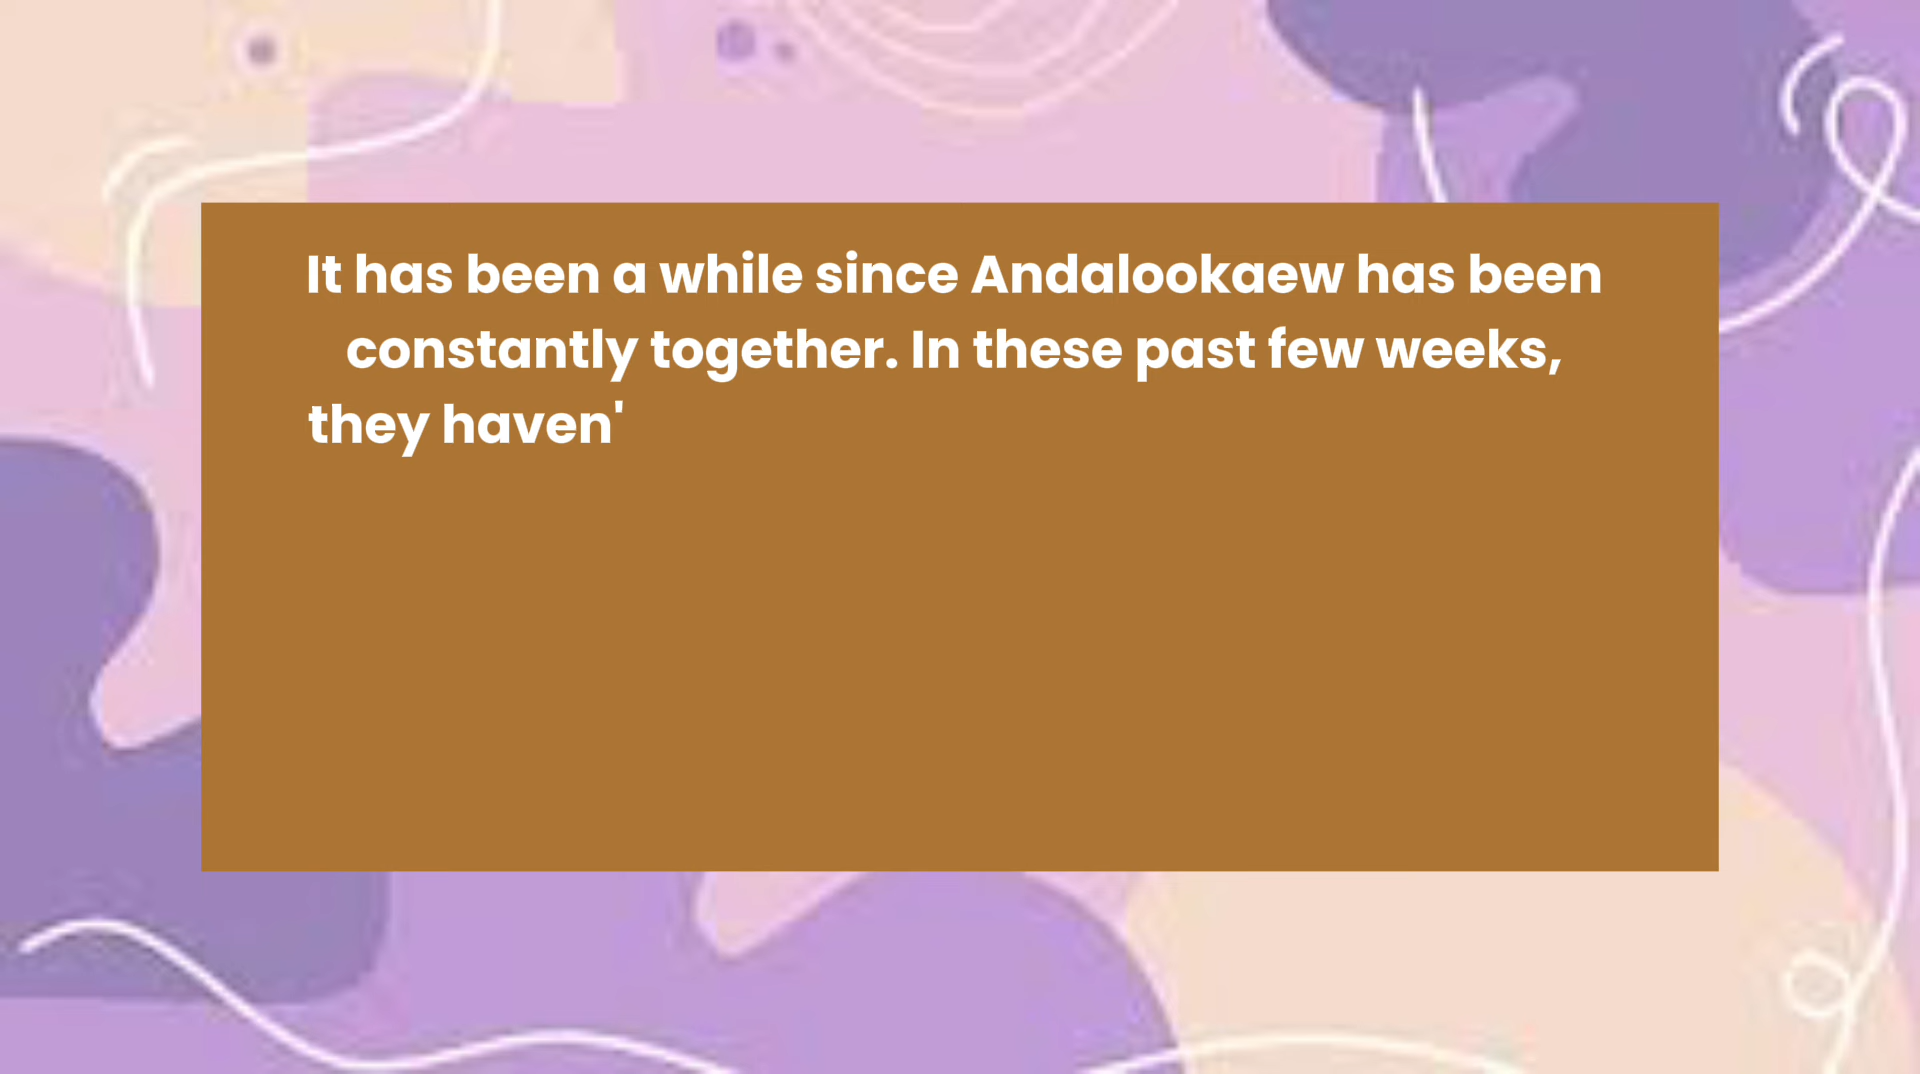 It has been a while since Andalookaew has been
constantly together. In these past few weeks,
they haven'